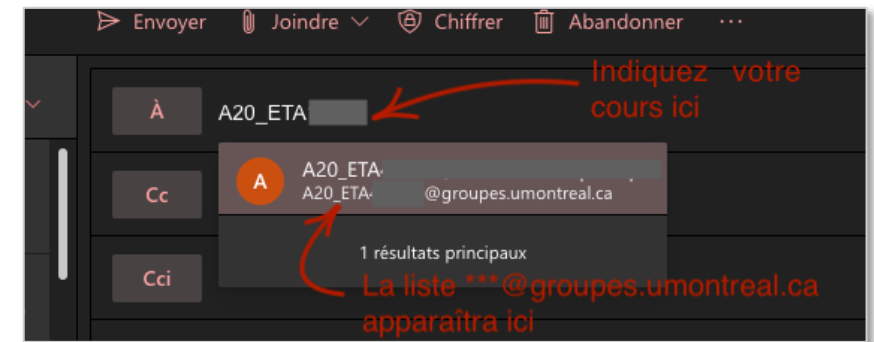 Envoyer Joindre Chiffrer Abandonner ...
Indiquez votre
cours ici
À A20_ETA
A A20_ETA
A20_ETA @groupes.umontreal.ca
Cc
1 résultats principaux
Cci
La liste ***@groupes.umontreal.ca
apparaîtra ici